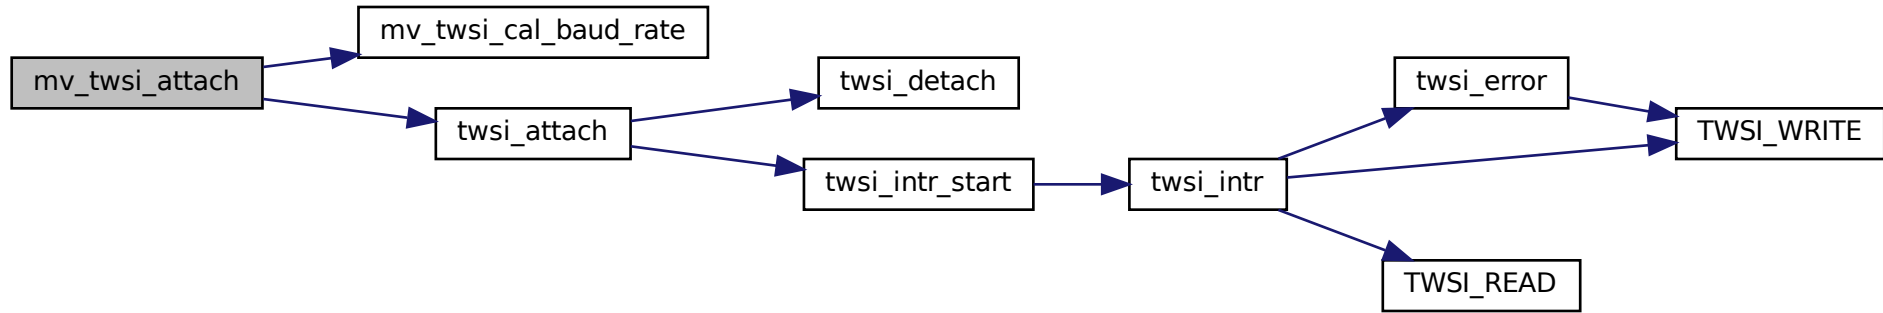 mv_twsi_attach
mv_twsi_cal_baud_rate
twsi_attach
twsi_detach
twsi_intr_start
twsi_intr
twsi_error
TWSI_WRITE
TWSI_READ